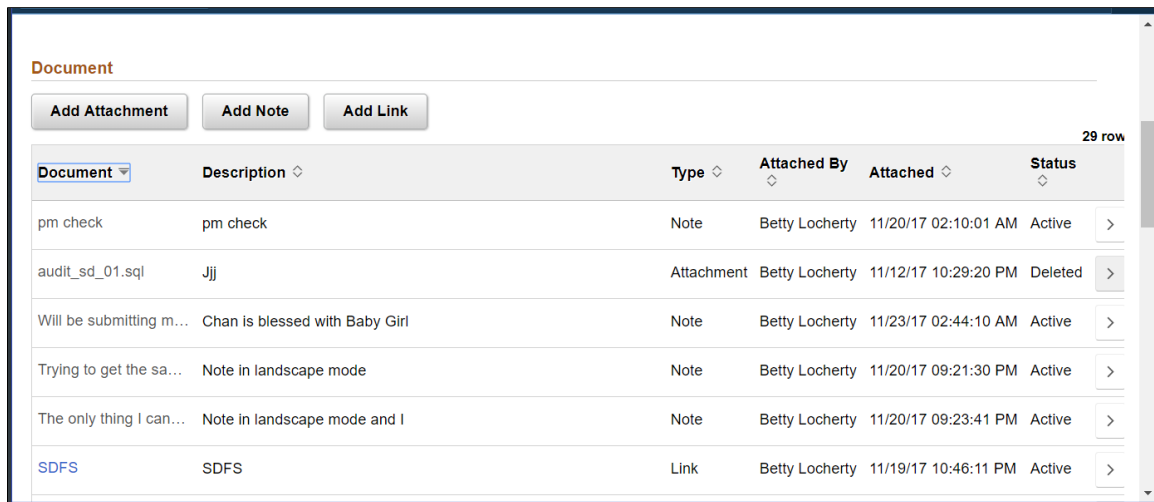 Document
Add Attachment Add Note Add Link
29 row
Document Description Type Attached By Attached Status
pm check pm check Note Betty Locherty 11/20/17 02:10:01 AM Active
audit_sd_01.sql Jjj Attachment Betty Locherty 11/12/17 10:29:20 PM Deleted
Will be submitting m... Chan is blessed with Baby Girl Note Betty Locherty 11/23/17 02:44:10 AM Active
Trying to get the sa... Note in landscape mode Note Betty Locherty 11/20/17 09:21:30 PM Active
The only thing I can... Note in landscape mode and I Note Betty Locherty 11/20/17 09:23:41 PM Active
SDFS SDFS Link Betty Locherty 11/19/17 10:46:11 PM Active